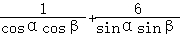 1/(cos α cos β) + 6/(sin α sin β)